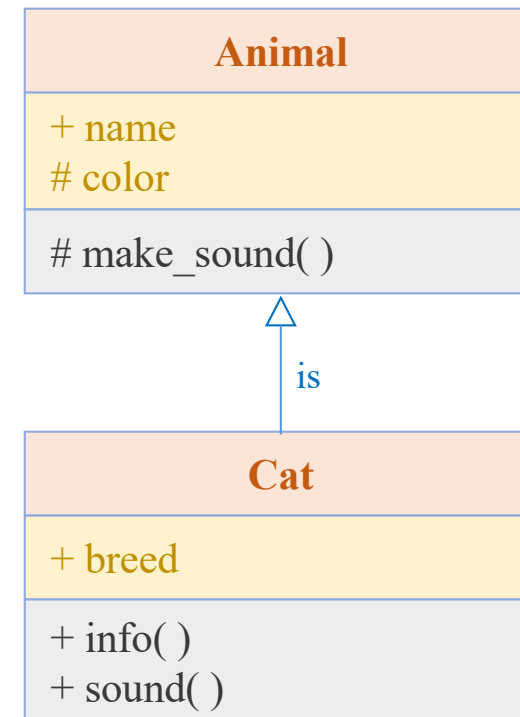 Animal
+ name
# color
# make_sound( )
is
Cat
+ breed
+ info( )
+ sound( )